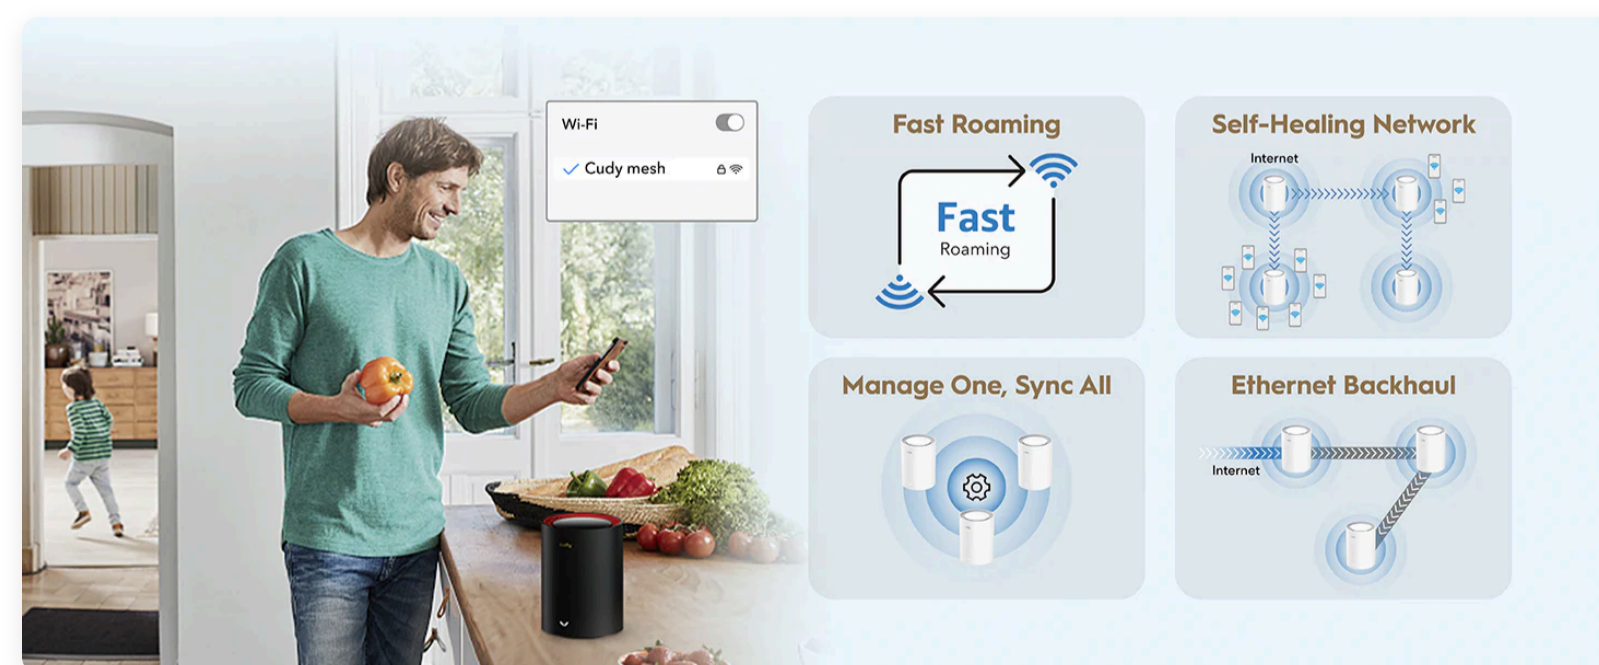 Wi-Fi
Cudy mesh
Fast Roaming
Fast
Roaming
Self-Healing Network
Internet
Manage One, Sync All
Ethernet Backhaul
Internet